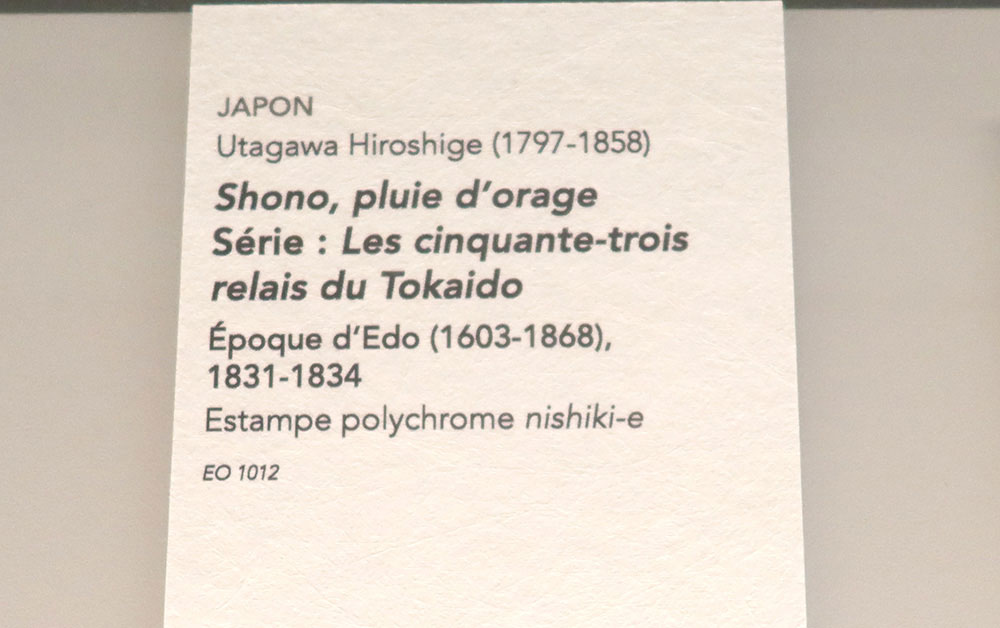 JAPON
Utagawa Hiroshige (1797-1858)
Shono, pluie d’orage
Série : Les cinquante-trois
relais du Tokaido
Époque d’Edo (1603-1868),
1831-1834
Estampe polychrome nishiki-e
EO 1012